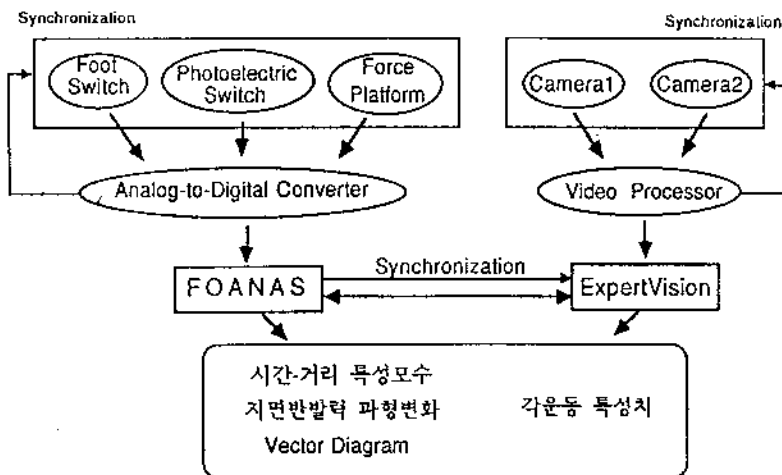 Synchronization
Synchronization
Foot
Switch
Photoelectric
Switch
Force
Platform
Camera1
Camera2
Analog-to-Digital Converter
Video Processor
FOANAS
Synchronization
ExpertVision
시간-거리 특성모수
지면반발력 파형변화
각운동 특성치
Vector Diagram